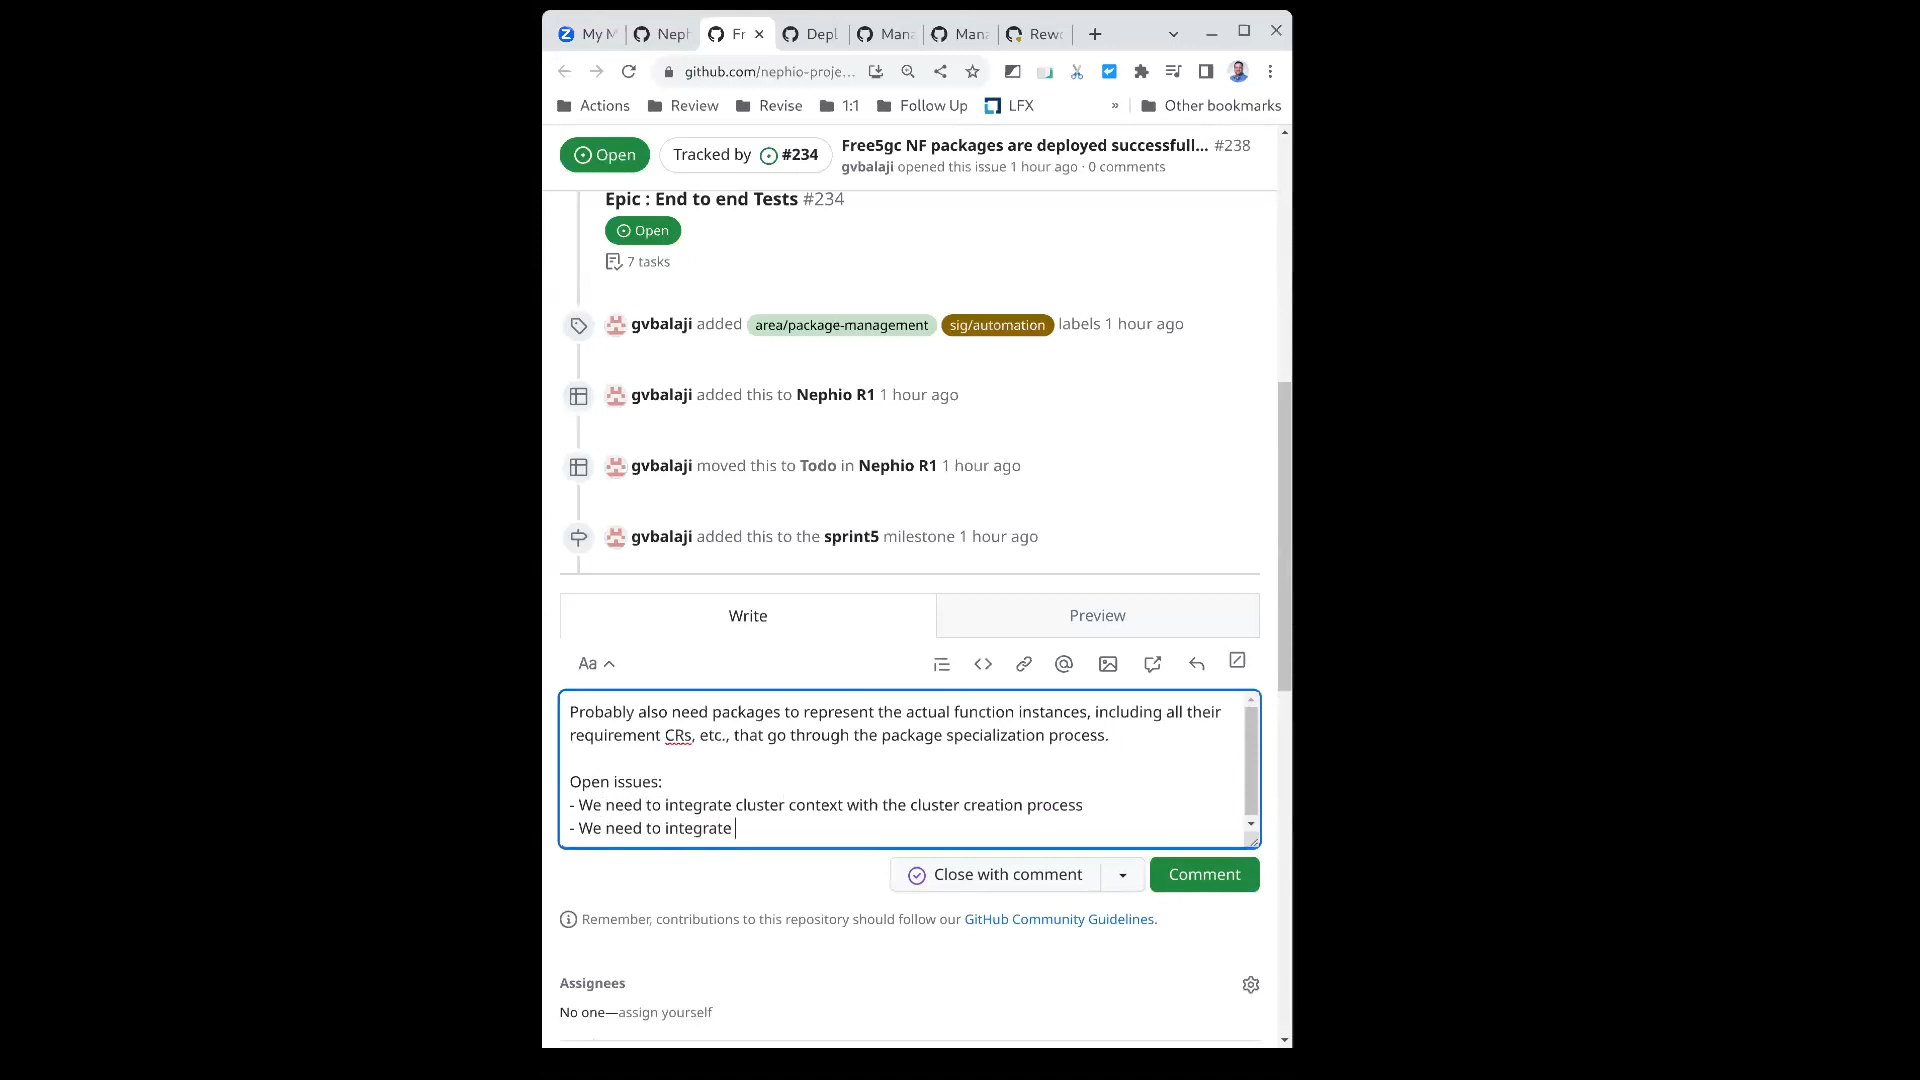 My M
Neph
Fr
Depl
Mana
Mana
Rewo
github.com/nephio-proje...
Actions
Review
Revise
1:1
Follow Up
LFX
»
Other bookmarks
Open
Tracked by #234
Free5gc NF packages are deployed successfull... #238
gvbalaji opened this issue 1 hour ago · 0 comments
Epic : End to end Tests #234
Open
7 tasks
gvbalaji added area/package-management sig/automation labels 1 hour ago
gvbalaji added this to Nephio R1 1 hour ago
gvbalaji moved this to Todo in Nephio R1 1 hour ago
gvbalaji added this to the sprint5 milestone 1 hour ago
Write
Preview
Aa
Probably also need packages to represent the actual function instances, including all their
requirement CRs, etc., that go through the package specialization process.
Open issues:
- We need to integrate cluster context with the cluster creation process
- We need to integrate
Close with comment
Comment
Remember, contributions to this repository should follow our GitHub Community Guidelines.
Assignees
No one—assign yourself